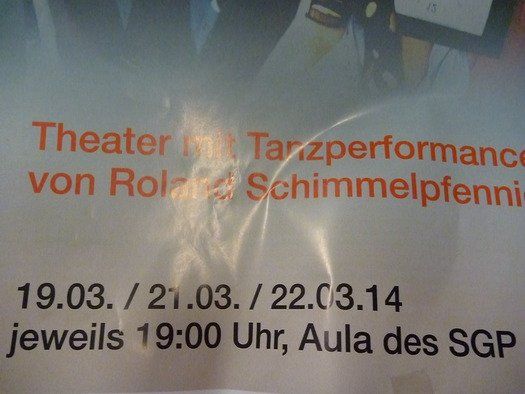 Theater mit Tanzperformance
von Roland Schimmelpfenni
19.03. / 21.03. / 22.03.14
jeweils 19:00 Uhr, Aula des SGP